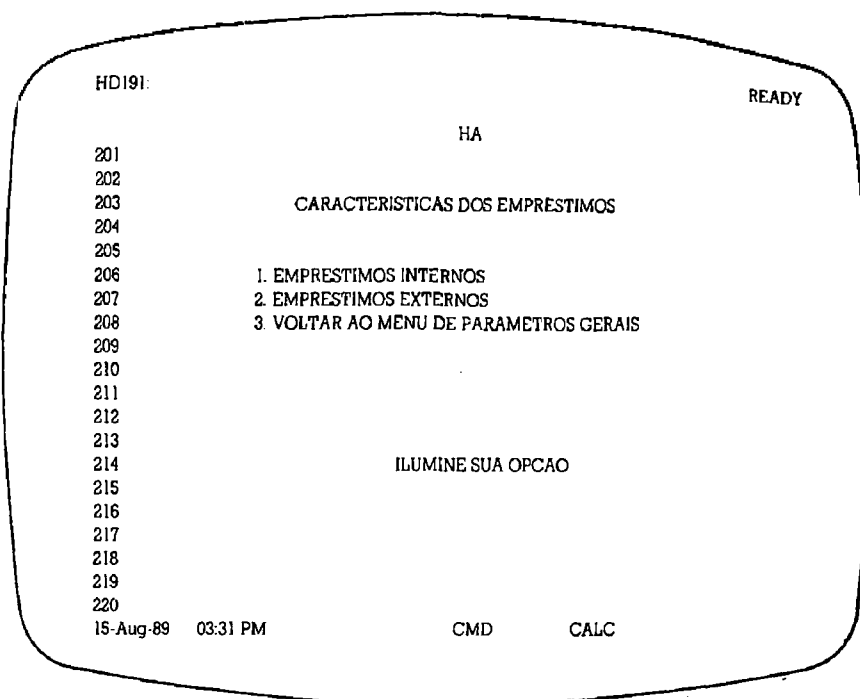 HD191:
READY
HA
201
202
203 CARACTERISTICAS DOS EMPRESTIMOS
204
205
206 1. EMPRESTIMOS INTERNOS
207 2. EMPRESTIMOS EXTERNOS
208 3. VOLTAR AO MENU DE PARAMETROS GERAIS
209
210
211
212
213
214 ILUMINE SUA OPCAO
215
216
217
218
219
220
15-Aug-89 03:31 PM CMD CALC